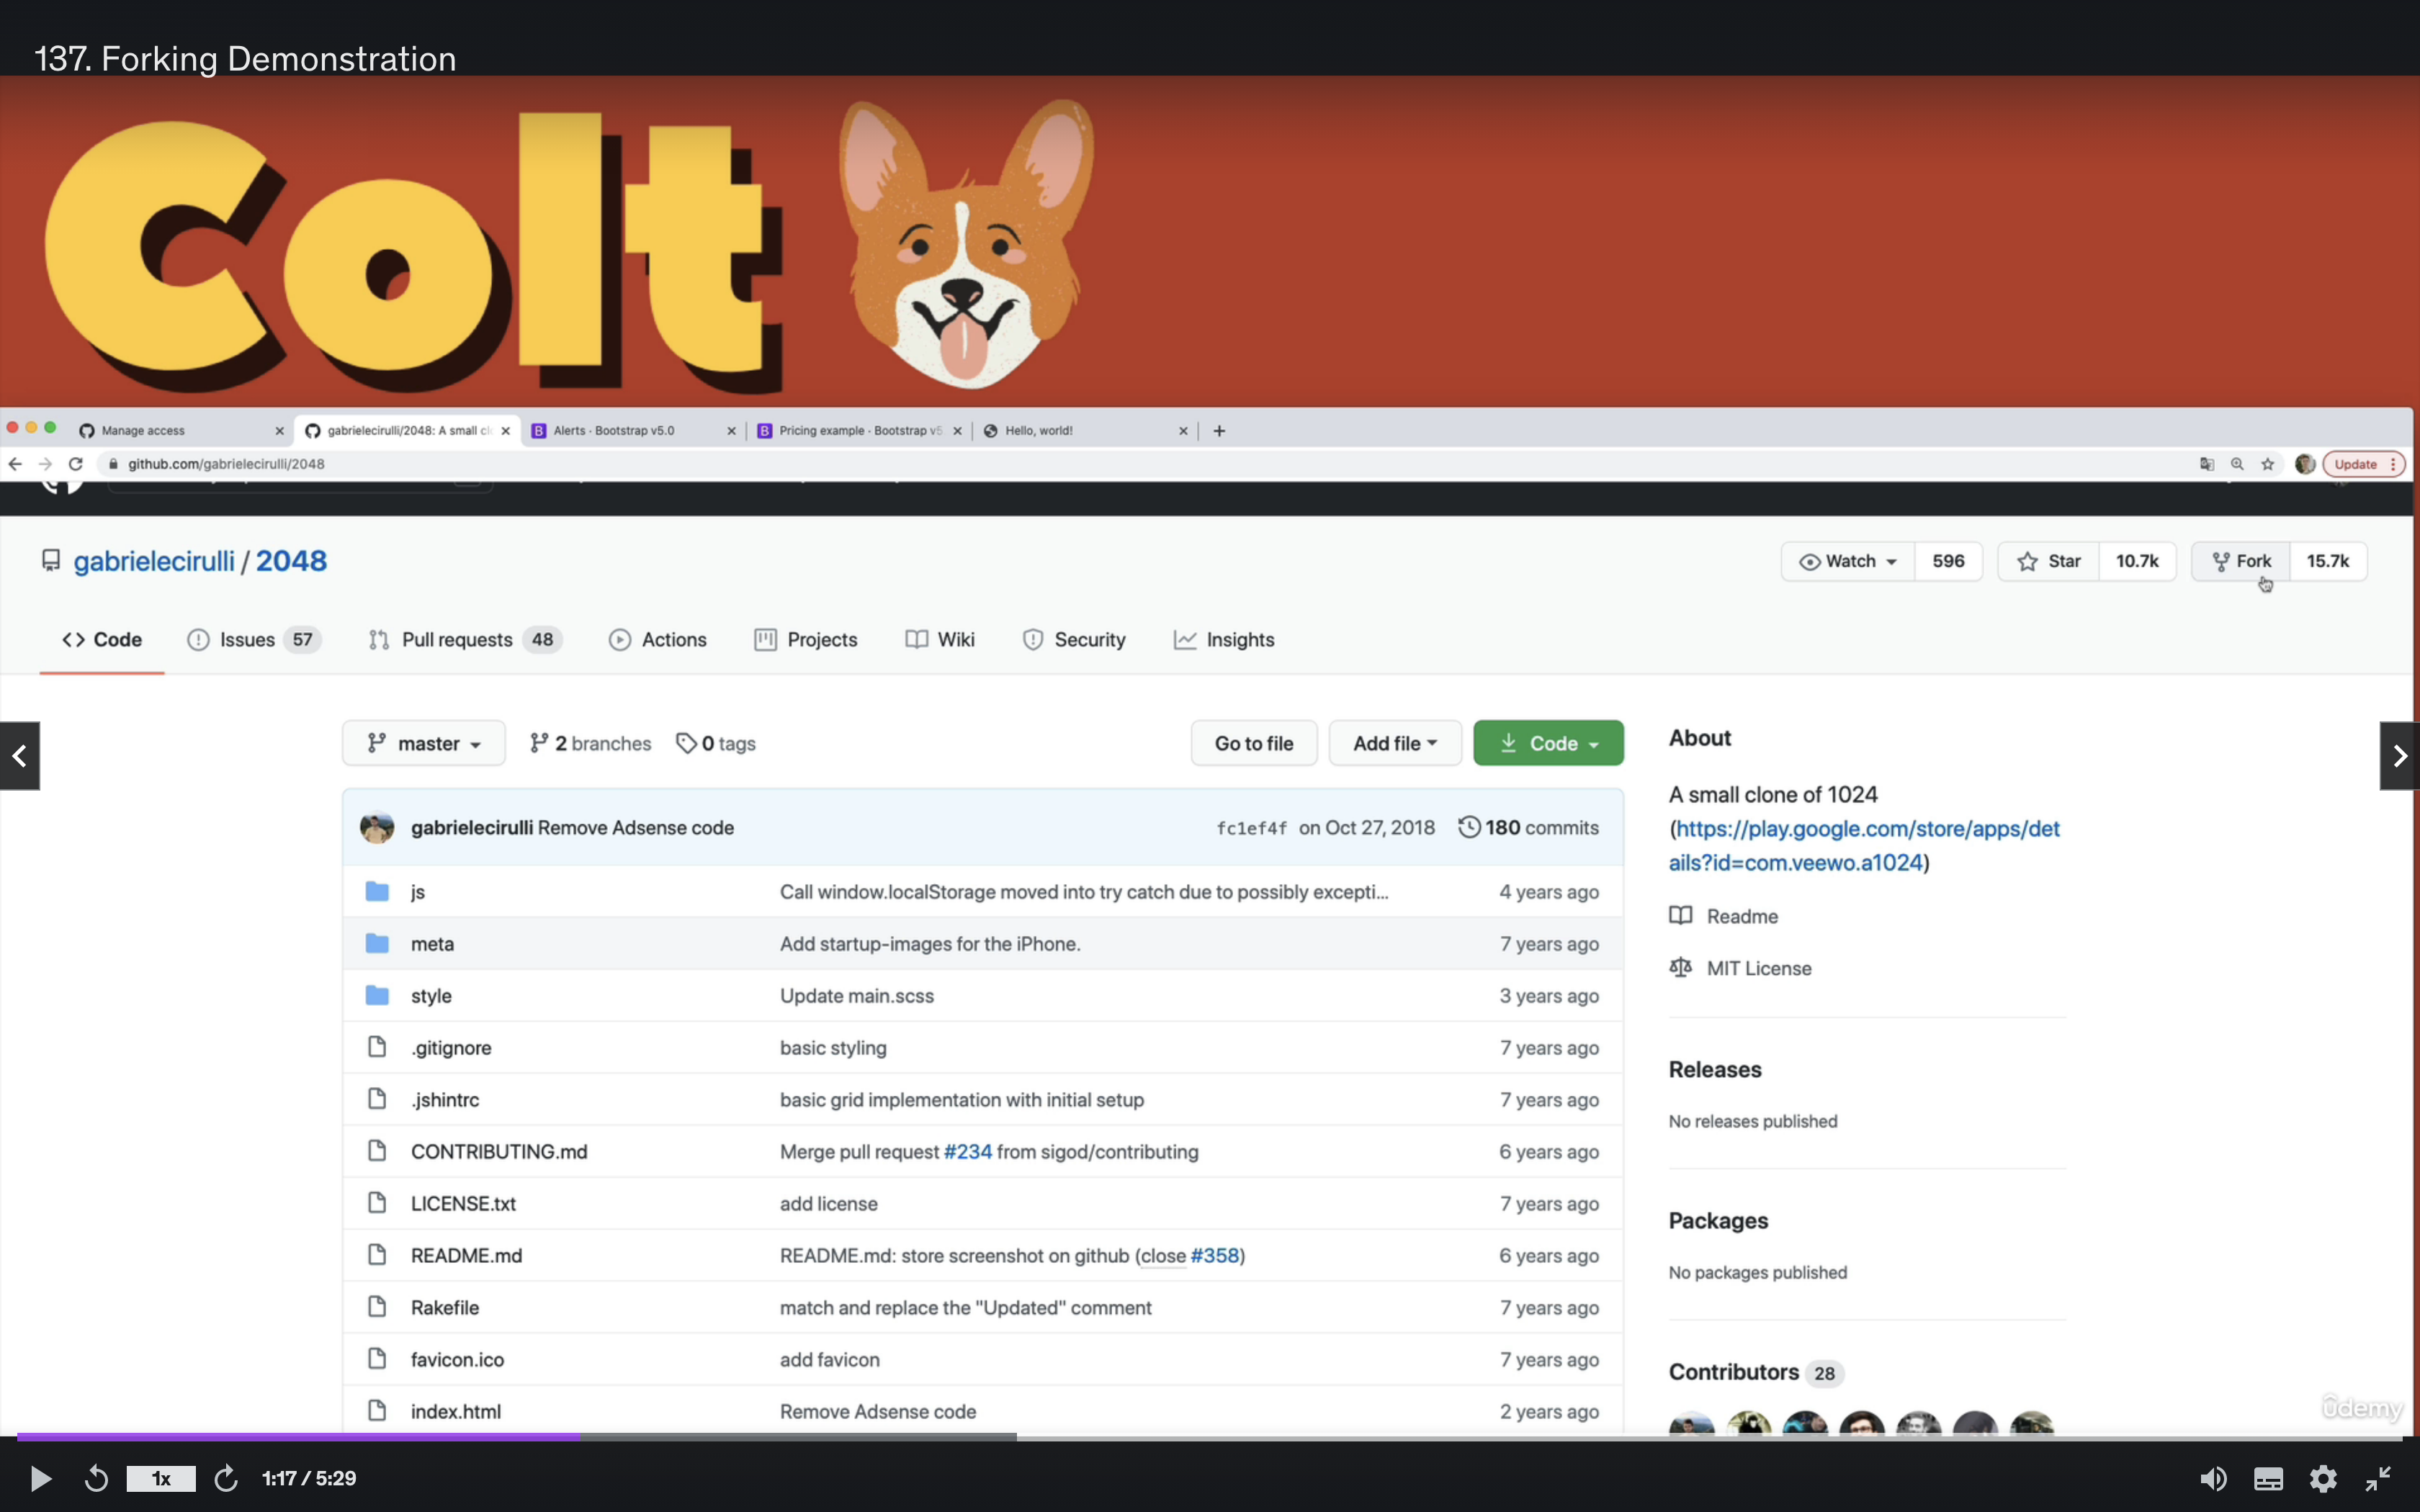 137. Forking Demonstration
Colt
Manage access
gabrielecirulli/2048: A small cl
Alerts · Bootstrap v5.0
Pricing example · Bootstrap v5
Hello, world!
github.com/gabrielecirulli/2048
Update
gabrielecirulli / 2048
Watch 596
Star 10.7k
Fork 15.7k
Code
Issues 57
Pull requests 48
Actions
Projects
Wiki
Security
Insights
master
2 branches
0 tags
Go to file
Add file
Code
gabrielecirulli Remove Adsense code fc1ef4f on Oct 27, 2018 180 commits
js Call window.localStorage moved into try catch due to possibly excepti... 4 years ago
meta Add startup-images for the iPhone. 7 years ago
style Update main.scss 3 years ago
.gitignore basic styling 7 years ago
.jshintrc basic grid implementation with initial setup 7 years ago
CONTRIBUTING.md Merge pull request #234 from sigod/contributing 6 years ago
LICENSE.txt add license 7 years ago
README.md README.md: store screenshot on github (close #358) 6 years ago
Rakefile match and replace the "Updated" comment 7 years ago
favicon.ico add favicon 7 years ago
index.html Remove Adsense code 2 years ago
About
A small clone of 1024
(https://play.google.com/store/apps/det
ails?id=com.veewo.a1024)
Readme
MIT License
Releases
No releases published
Packages
No packages published
Contributors 28
ûdemy
1x
1:17 / 5:29